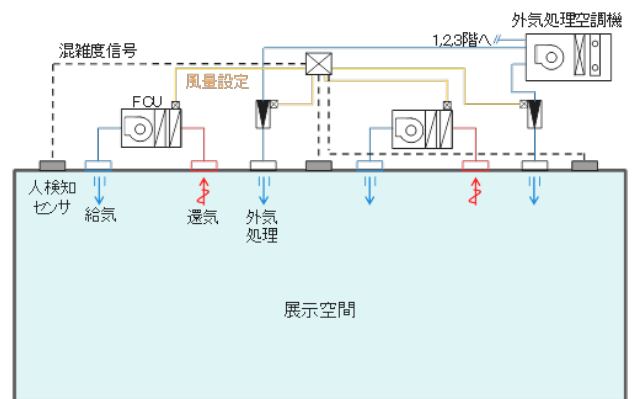 外気処理空調機
1,2,3階へ
混雑度信号
風量設定
FCU
人検知
センサ
給気
還気
外気
処理
展示空間